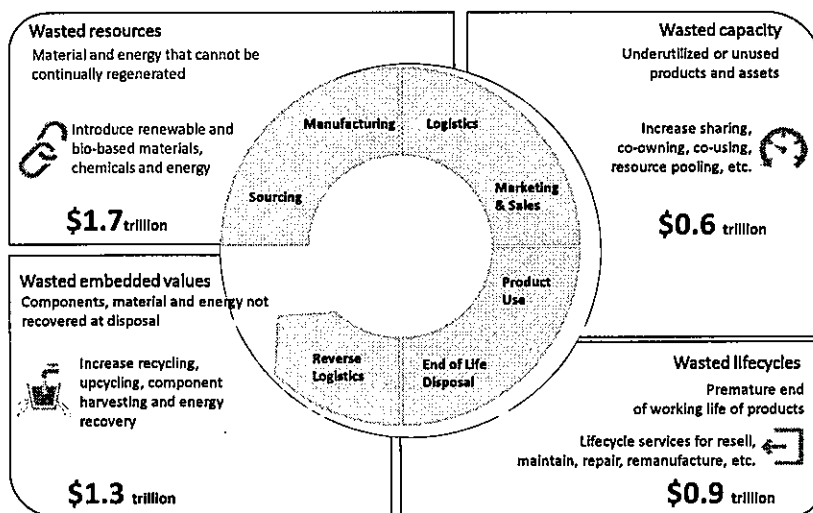 Wasted resources
Material and energy that cannot be
continually regenerated
Introduce renewable and
bio-based materials,
chemicals and energy
$1.7 trillion
Wasted capacity
Underutilized or unused
products and assets
Increase sharing,
co-owning, co-using,
resource pooling, etc.
$0.6 trillion
Manufacturing
Logistics
Sourcing
Marketing
& Sales
Product
Use
End of Life
Disposal
Reverse
Logistics
Wasted embedded values
Components, material and energy not
recovered at disposal
Increase recycling,
upcycling, component
harvesting and energy
recovery
$1.3 trillion
Wasted lifecycles
Premature end
of working life of products
Lifecycle services for resell,
maintain, repair, remanufacture, etc.
$0.9 trillion